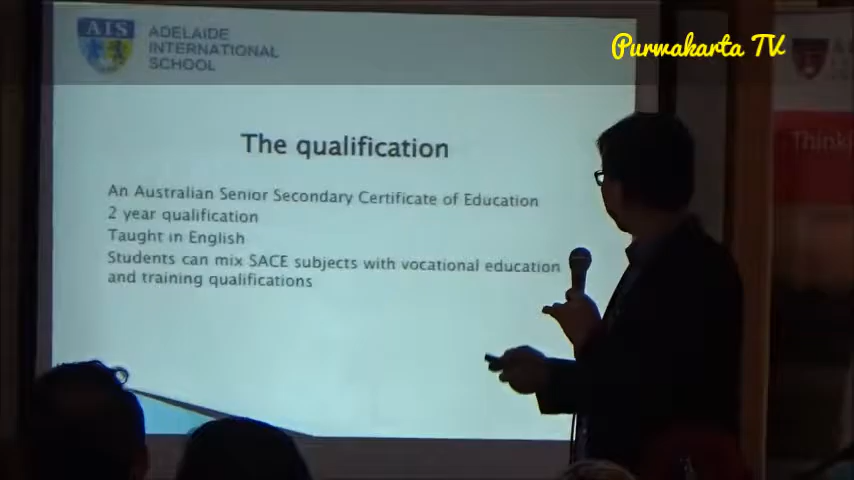 AIS
ADELAIDE
INTERNATIONAL
SCHOOL
Purwakarta TV
The qualification
An Australian Senior Secondary Certificate of Education
2 year qualification
Taught in English
Students can mix SACE subjects with vocational education
and training qualifications